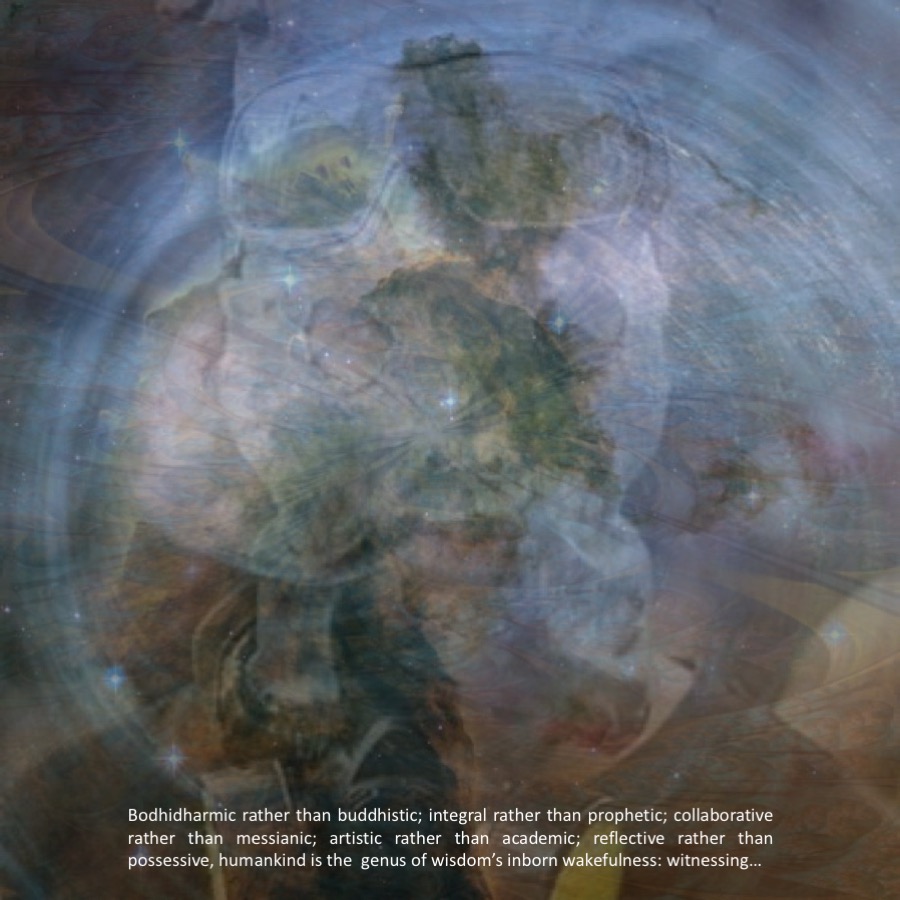 Bodhidharmic rather than buddhistic; integral rather than prophetic; collaborative
rather than messianic; artistic rather than academic; reflective rather than
possessive, humankind is the genus of wisdom’s inborn wakefulness: witnessing...